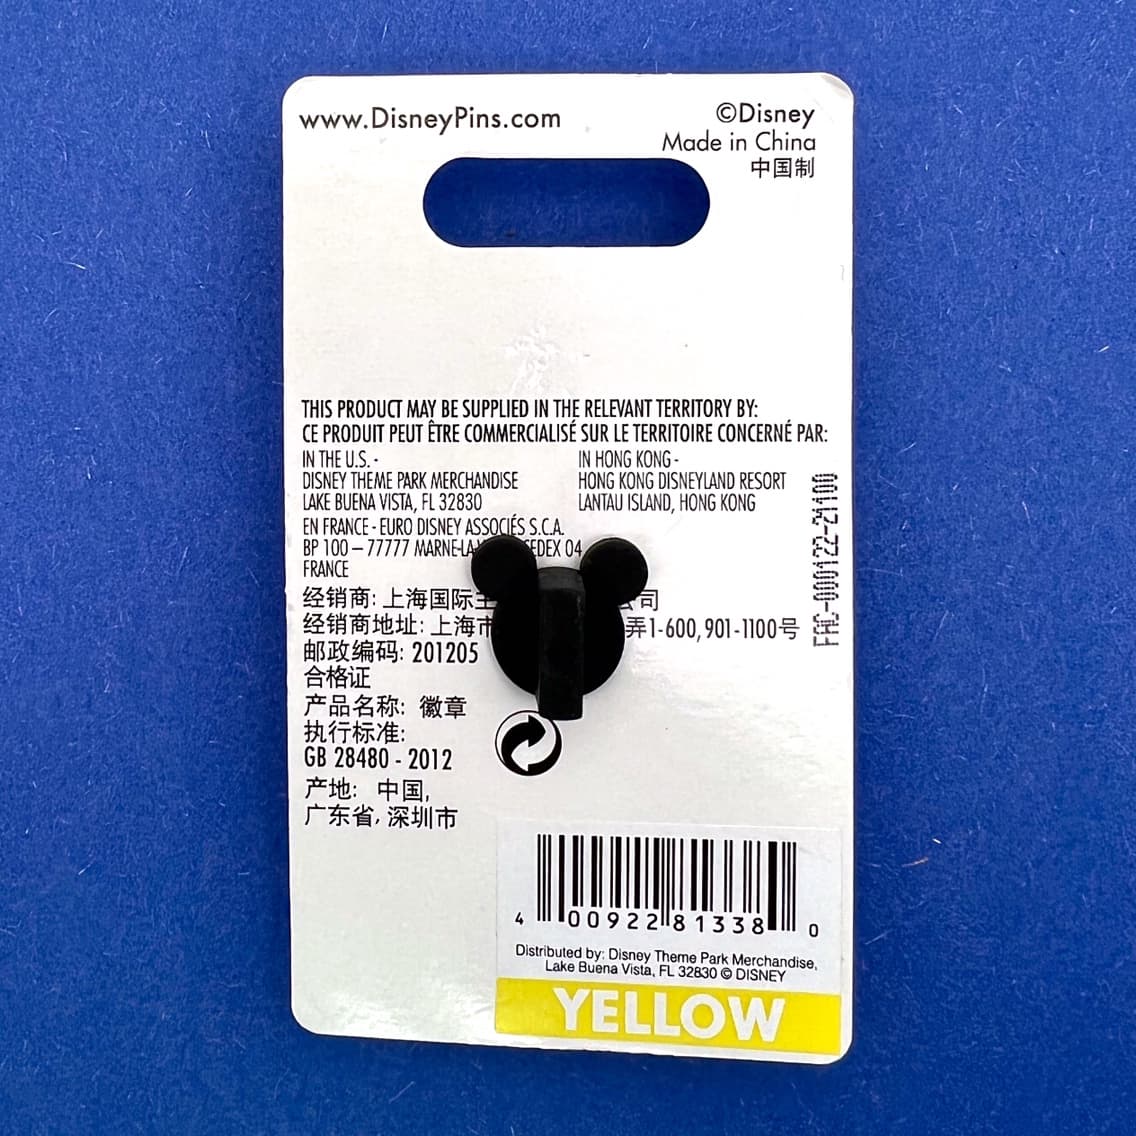 www.DisneyPins.com
©Disney
Made in China
中国制
THIS PRODUCT MAY BE SUPPLIED IN THE RELEVANT TERRITORY BY:
CE PRODUIT PEUT ÊTRE COMMERCIALISÉ SUR LE TERRITOIRE CONCERNÉ PAR:
IN THE U.S. -
DISNEY THEME PARK MERCHANDISE
LAKE BUENA VISTA, FL 32830
IN HONG KONG -
HONG KONG DISNEYLAND RESORT
LANTAU ISLAND, HONG KONG
EN FRANCE - EURO DISNEY ASSOCIÉS S.C.A.
BP 100 – 77777 MARNE-LA- EDEX 04
FRANCE
经销商: 上海国际主 公司
经销商地址: 上海市 弄1-600, 901-1100号
邮政编码: 201205
合格证
产品名称: 徽章
执行标准:
GB 28480 - 2012
产地: 中国,
广东省, 深圳市
FAC-000122-21100
4 00922 81338 0
Distributed by: Disney Theme Park Merchandise,
Lake Buena Vista, FL 32830 © DISNEY
YELLOW